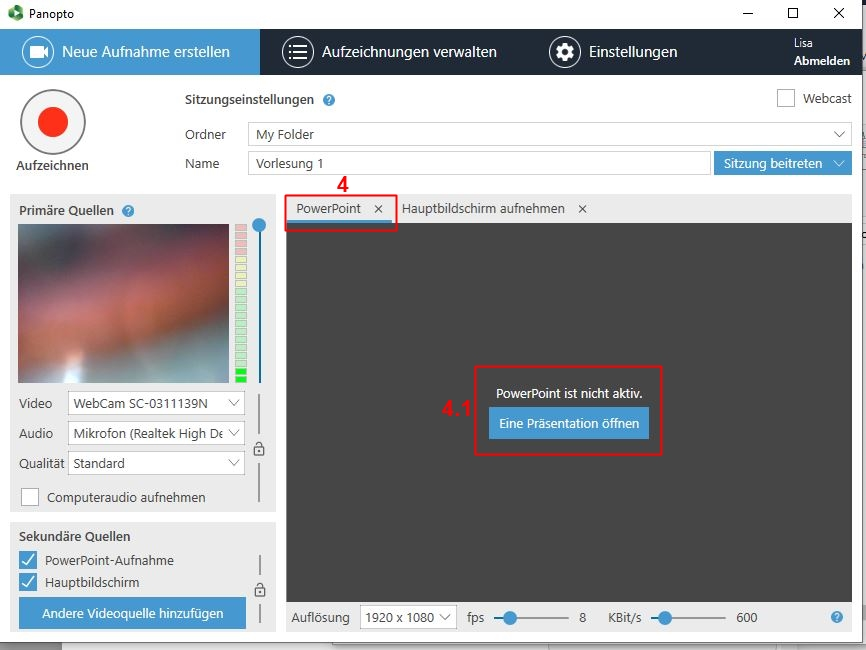 Panopto
Neue Aufnahme erstellen
Aufzeichnungen verwalten
Einstellungen
Lisa
Abmelden
Aufzeichnen
Sitzungseinstellungen ?
Webcast
Ordner My Folder
Name Vorlesung 1 Sitzung beitreten
4
Primäre Quellen ?
PowerPoint × Hauptbildschirm aufnehmen ×
PowerPoint ist nicht aktiv.
4.1
Eine Präsentation öffnen
Video WebCam SC-0311139N
Audio Mikrofon (Realtek High De
Qualität Standard
Computeraudio aufnehmen
Sekundäre Quellen
PowerPoint-Aufnahme
Hauptbildschirm
Andere Videoquelle hinzufügen
Auflösung 1920 x 1080 fps 8 KBit/s 600 ?